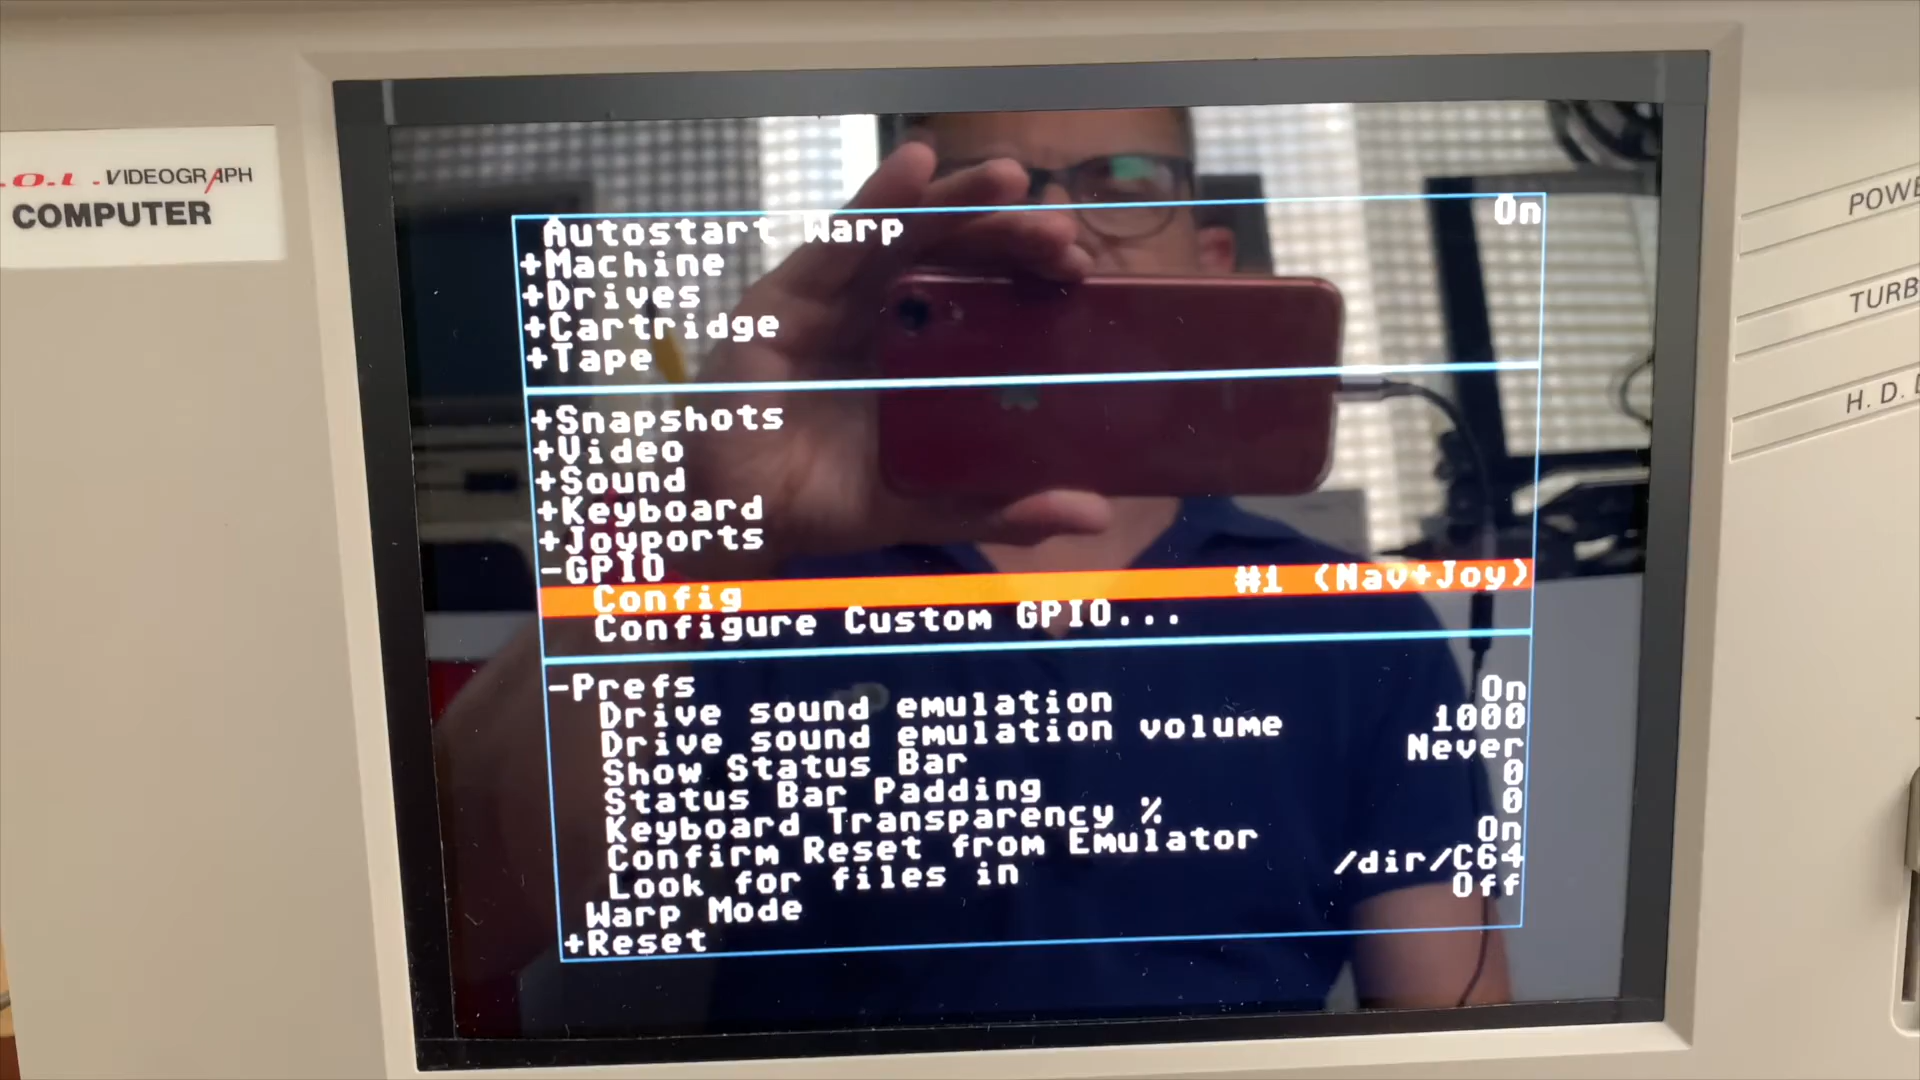 .O.L. VIDEOGRAPH
COMPUTER
Autostart Warp On
+Machine
+Drives
+Cartridge
+Tape
+Snapshots
+Video
+Sound
+Keyboard
+Joyports
-GPIO
Config #1 (Nav+Joy)
Configure Custom GPIO...
-Prefs
Drive sound emulation On
Drive sound emulation volume 1000
Show Status Bar Never
Status Bar Padding 0
Keyboard Transparency % 0
Confirm Reset from Emulator On
Look for files in /dir/C64
Warp Mode Off
+Reset
POWE
TURB
H. D. D